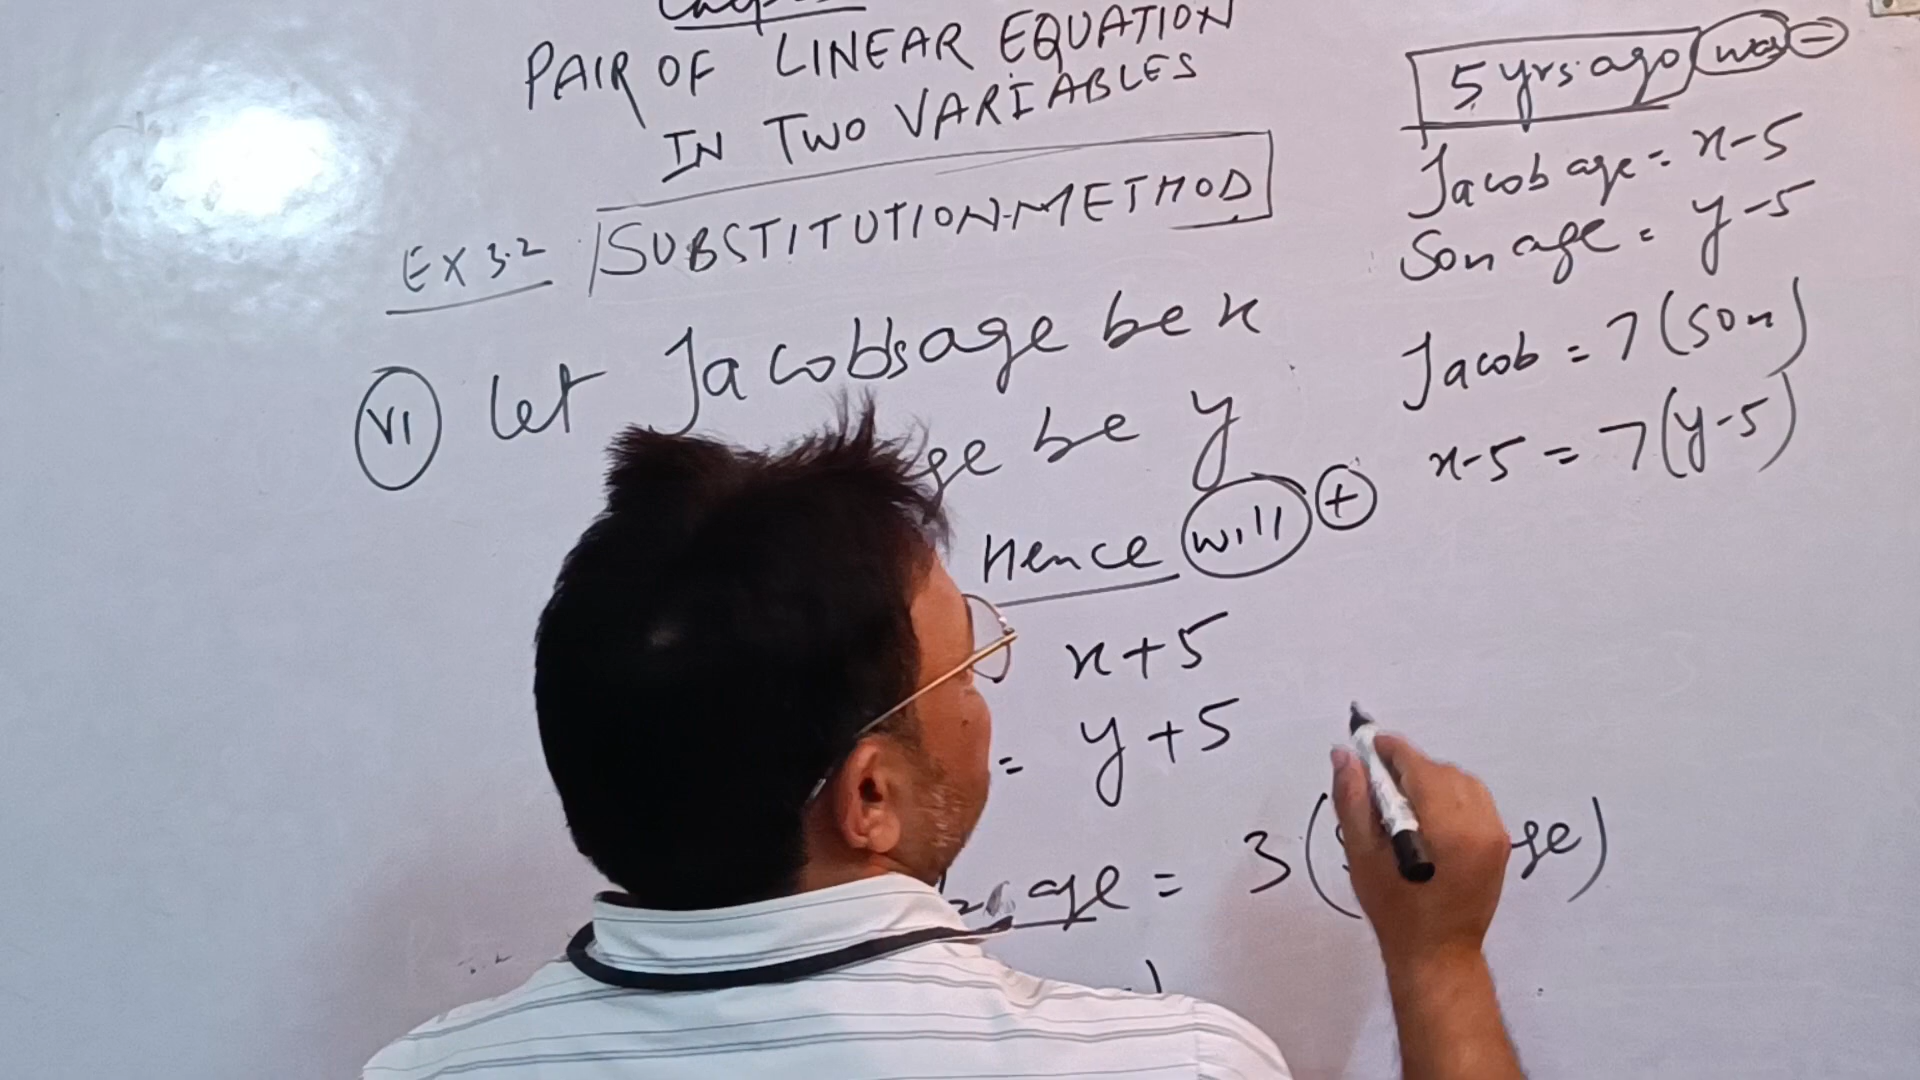 PAIR OF LINEAR EQUATION
IN TWO VARIABLES
EX 3.2 SUBSTITUTION-METHOD
VI let Jacob's age be x
be y
Hence will +
x+5
= y+5
age = 3(
5 yrs ago was -
Jacob age = x-5
Son age = y-5
Jacob = 7(son)
x-5 = 7(y-5)